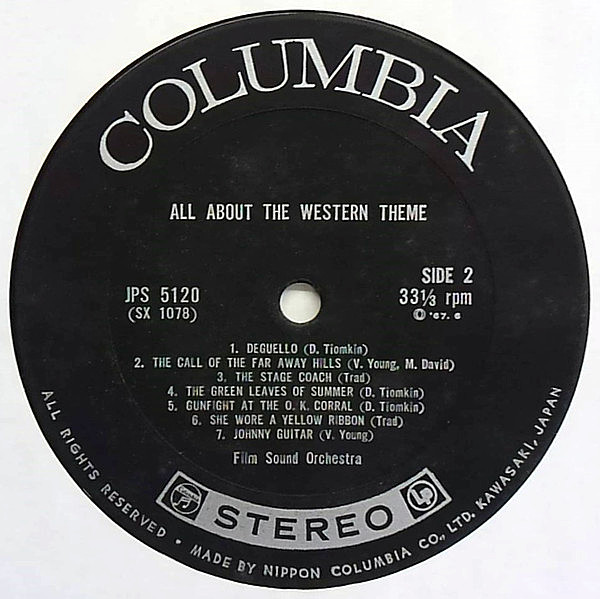 COLUMBIA
ALL ABOUT THE WESTERN THEME
JPS 5120
(SX 1078)
SIDE 2
33⅓ rpm
Ⓒ '67. 6
1. DEGUELLO (D. Tiomkin)
2. THE CALL OF THE FAR AWAY HILLS (V. Young, M. David)
3. THE STAGE COACH (Trad)
4. THE GREEN LEAVES OF SUMMER (D. Tiomkin)
5. GUNFIGHT AT THE O. K. CORRAL (D. Tiomkin)
6. SHE WORE A YELLOW RIBBON (Trad)
7. JOHNNY GUITAR (V. Young)
Film Sound Orchestra
STEREO
LP
ALL RIGHTS RESERVED • MADE BY NIPPON COLUMBIA CO., LTD. KAWASAKI, JAPAN